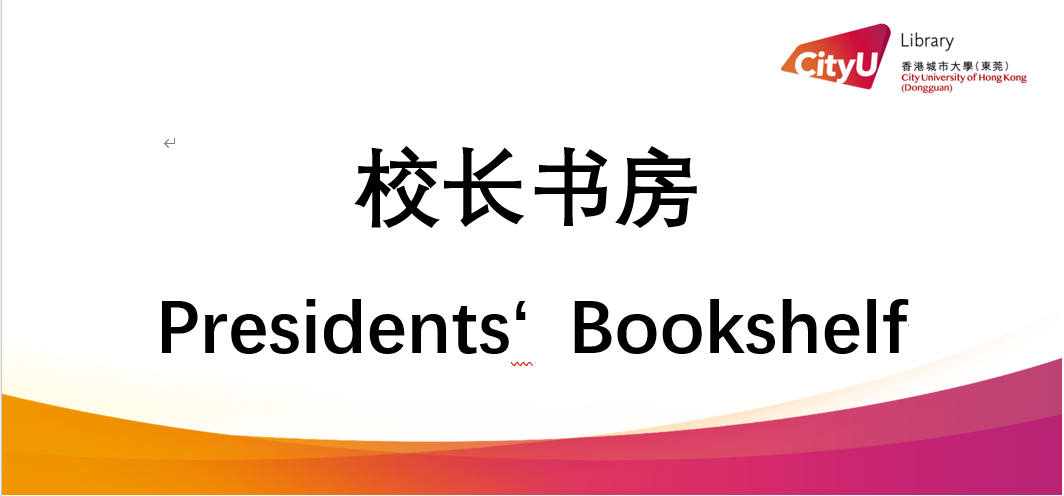 CityU
Library
香港城市大學(東莞)
City University of Hong Kong
(Dongguan)
校长书房
Presidents‘ Bookshelf